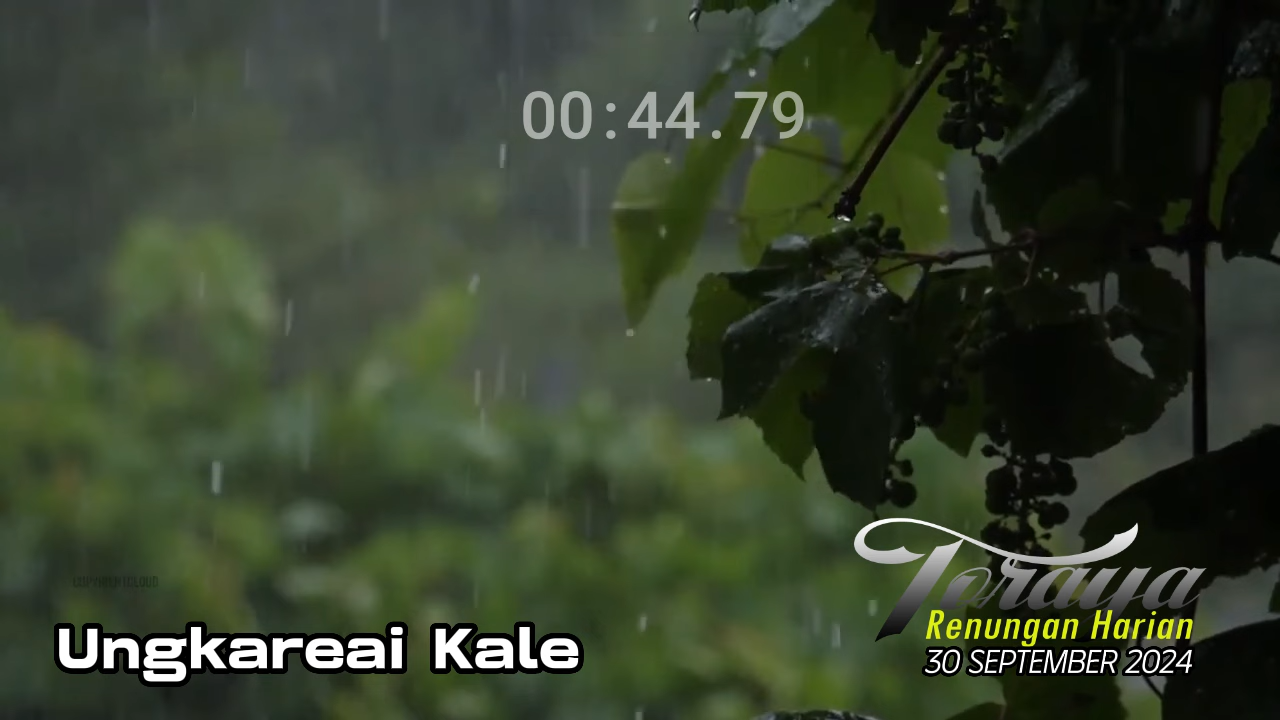 00:44.79
Toraya
Ungkareai Kale
Renungan Harian
30 SEPTEMBER 2024